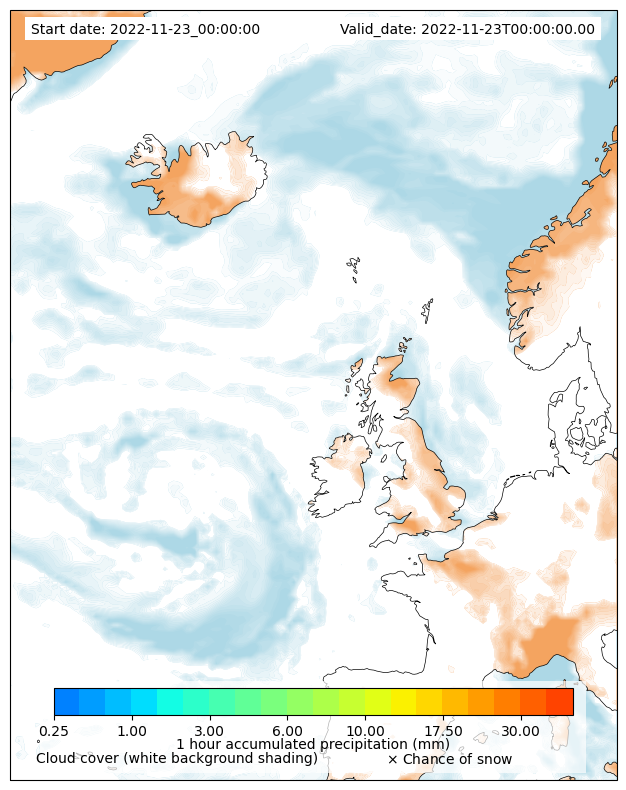 Start date: 2022-11-23_00:00:00 Valid_date: 2022-11-23T00:00:00.00
0.25 1.00 3.00 6.00 10.00 17.50 30.00
1 hour accumulated precipitation (mm)
Cloud cover (white background shading) × Chance of snow